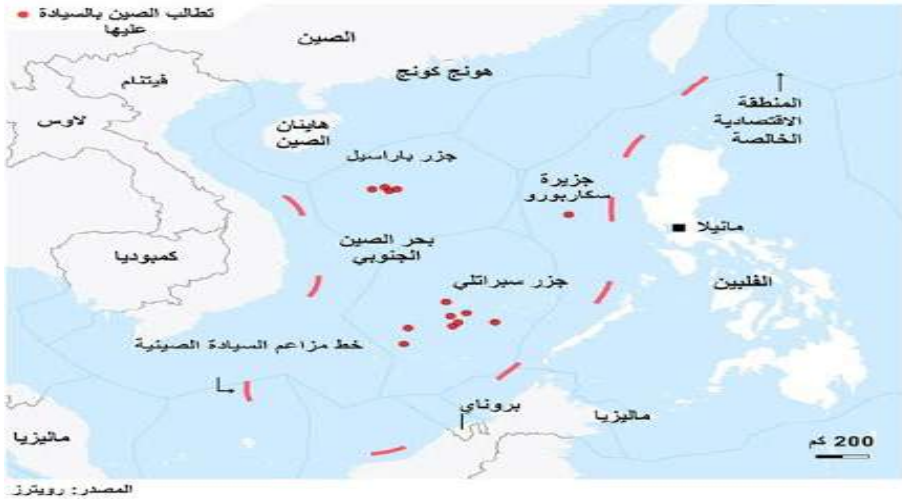 تطالب الصين بالسيادة
عليها
الصين
هونج كونج
فيتنام
لاوس
هاينان
الصين
المنطقة
الاقتصادية
الخالصة
جزر باراسيل
جزيرة
سكاربورو
مانيلا
بحر الصين
الجنوبي
كمبوديا
جزر سبراتلي
الفلبين
خط مزاعم السيادة الصينية
بروناي
ماليزيا
ماليزيا
200 كم
المصدر: رويترز